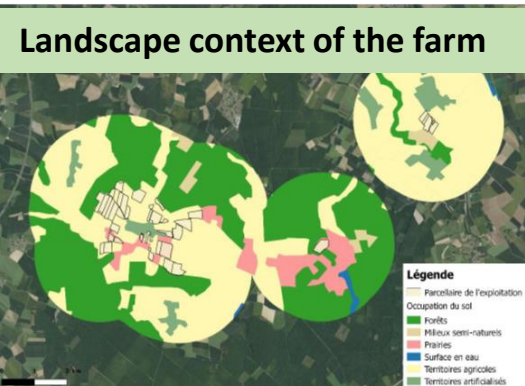 Landscape context of the farm
Légende
Parcellaire de l'exploitation
Occupation du sol
Forêts
Milieux semi-naturels
Prairies
Surface en eau
Territoires agricoles
Territoires artificialisés